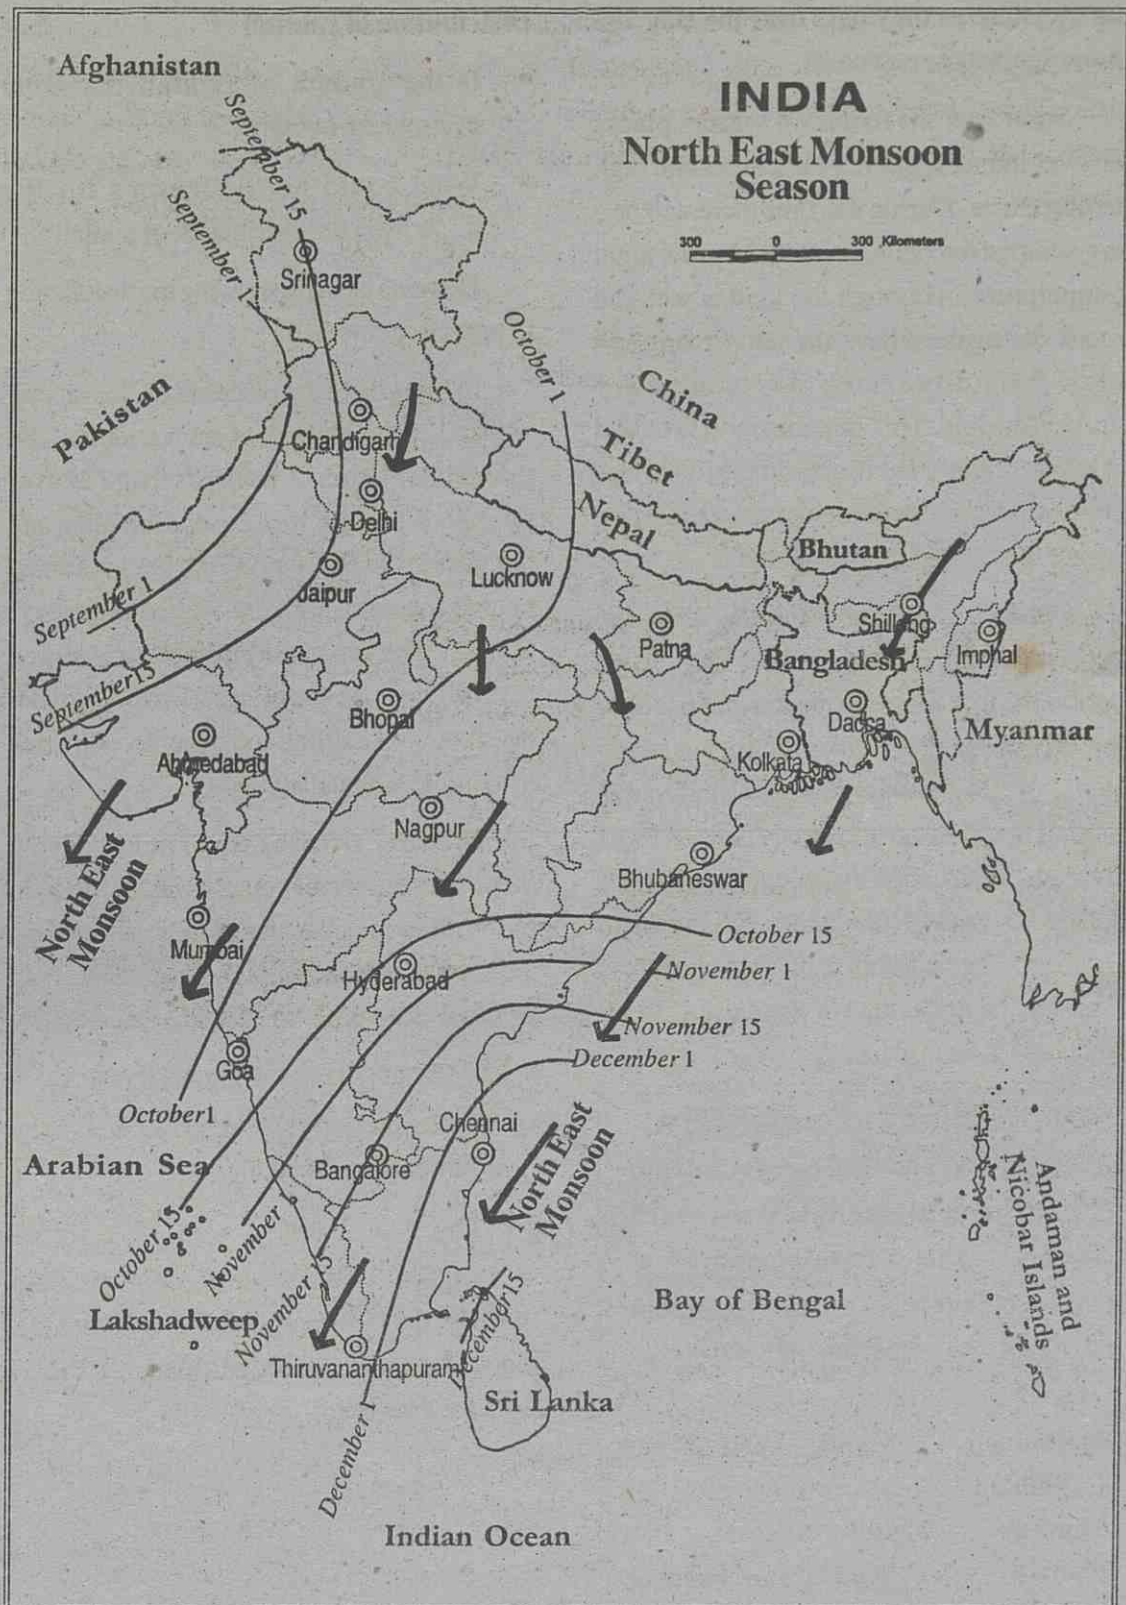 Afghanistan
INDIA
North East Monsoon
Season
300 0 300 Kilometers
September 15
September 1
Srinagar
October 1
China
Tibet
Pakistan
Chandigarh
Delhi
Nepal
Bhutan
Lucknow
Jaipur
September 1
Shillong
Patna
Imphal
Bangladesh
September 15
Bhopal
Dacca
Myanmar
Ahmedabad
Kolkata
Nagpur
North East
Monsoon
Bhubaneswar
Mumbai
October 15
Hyderabad
November 1
November 15
December 1
Goa
October 1
Chennai
North East
Monsoon
Arabian Sea
Bangalore
Andaman and
Nicobar Islands
October 15
November
November 15
December 15
Bay of Bengal
Lakshadweep
Thiruvananthapuram
Sri Lanka
December 1
Indian Ocean